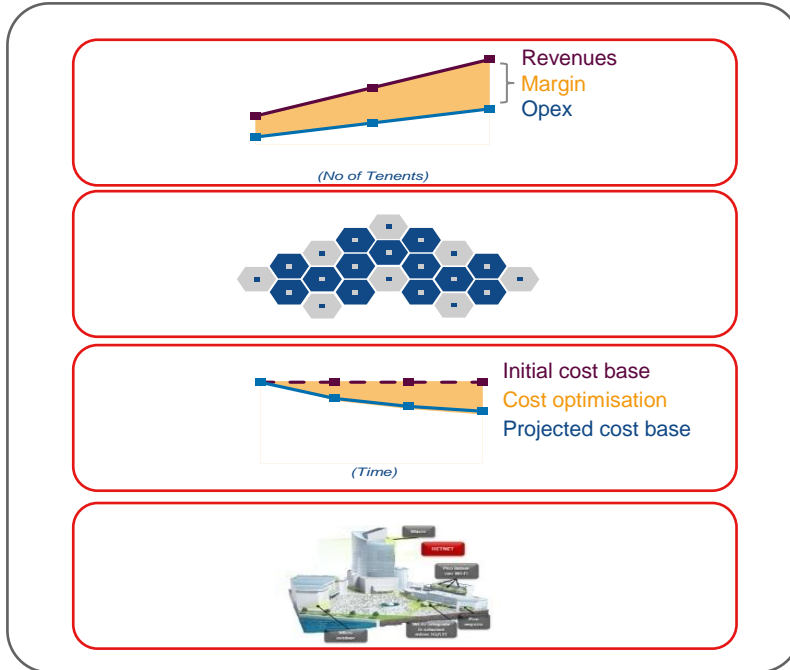 Revenues
Margin
Opex
(No of Tenents)
Initial cost base
Cost optimisation
Projected cost base
(Time)
HETNET